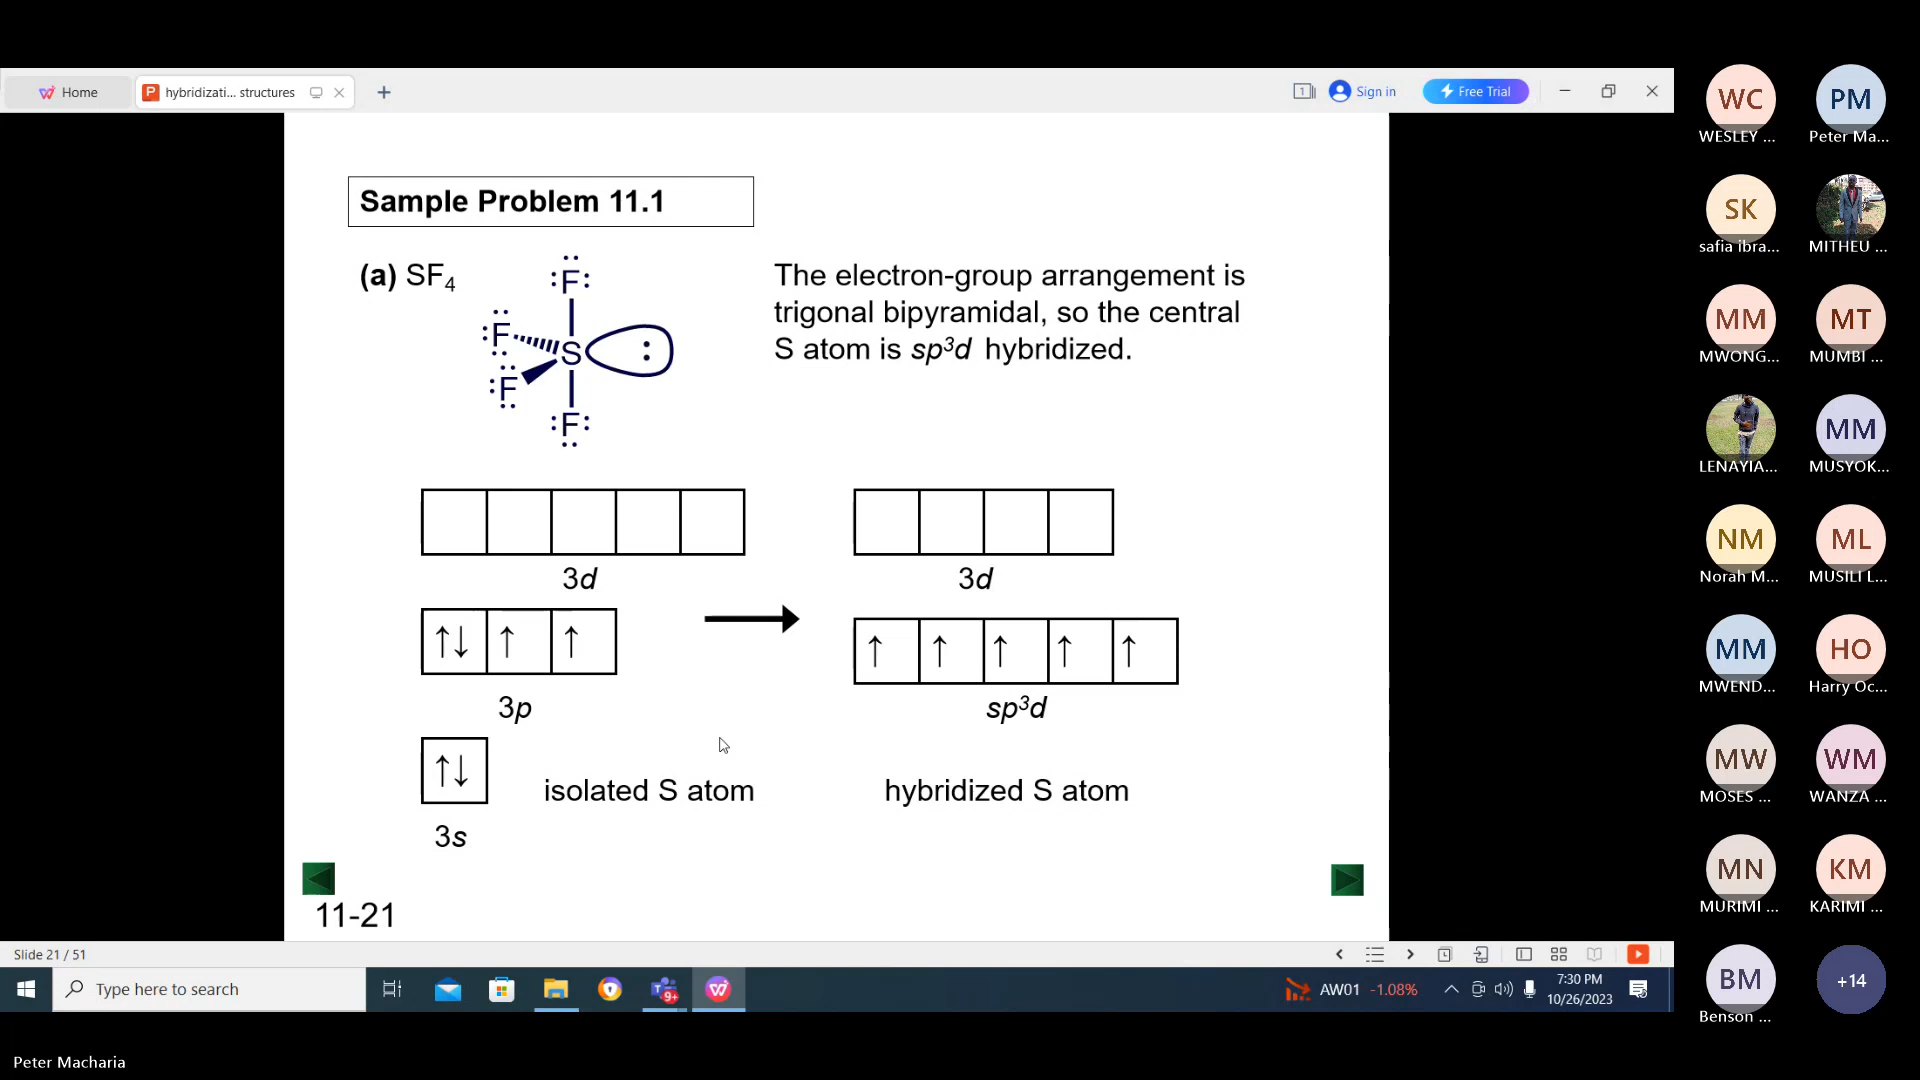 Home
hybridizati... structures
Sign in
Free Trial
Sample Problem 11.1
(a) SF₄
F
F
S
F
F
The electron-group arrangement is
trigonal bipyramidal, so the central
S atom is sp³d hybridized.
3d
3d
↑↓ ↑ ↑
↑ ↑ ↑ ↑ ↑
3p
sp³d
↑↓
isolated S atom
hybridized S atom
3s
11-21
Slide 21 / 51
Type here to search
9+
AW01 -1.08%
7:30 PM
10/26/2023
Peter Macharia
WC
WESLEY ...
PM
Peter Ma...
SK
safia ibra...
MITHEU ...
MM
MWONG...
MT
MUMBI ...
LENAYIA...
MM
MUSYOK...
NM
Norah M...
ML
MUSILI L...
MM
MWEND...
HO
Harry Oc...
MW
MOSES ...
WM
WANZA ...
MN
MURIMI ...
KM
KARIMI ...
BM
Benson ...
+14